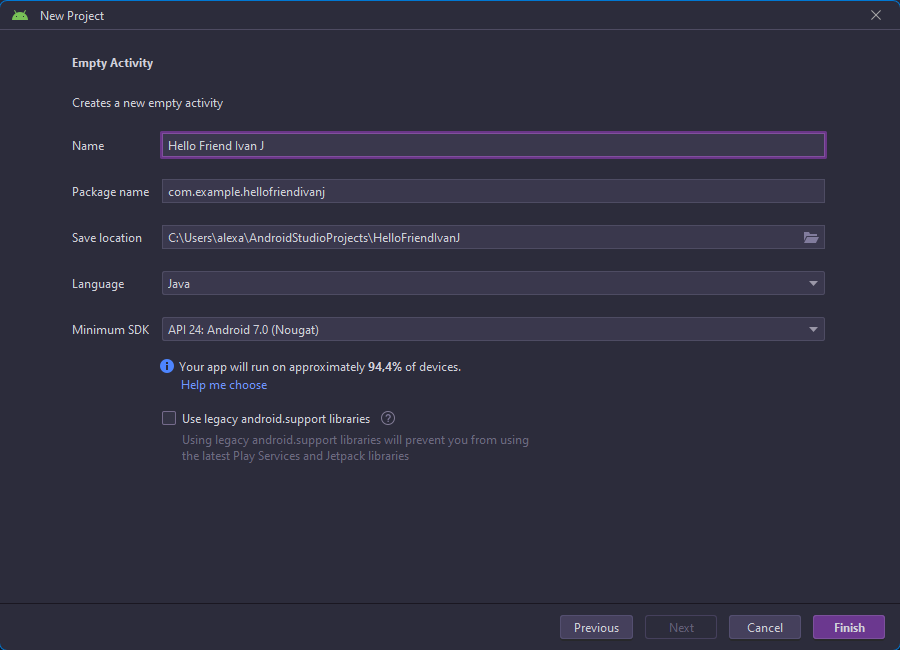 New Project
Empty Activity
Creates a new empty activity
Name Hello Friend Ivan J
Package name com.example.hellofriendivanj
Save location C:\Users\alexa\AndroidStudioProjects\HelloFriendIvanJ
Language Java
Minimum SDK API 24: Android 7.0 (Nougat)
i Your app will run on approximately 94,4% of devices.
Help me choose
Use legacy android.support libraries ?
Using legacy android.support libraries will prevent you from using
the latest Play Services and Jetpack libraries
Previous Next Cancel Finish